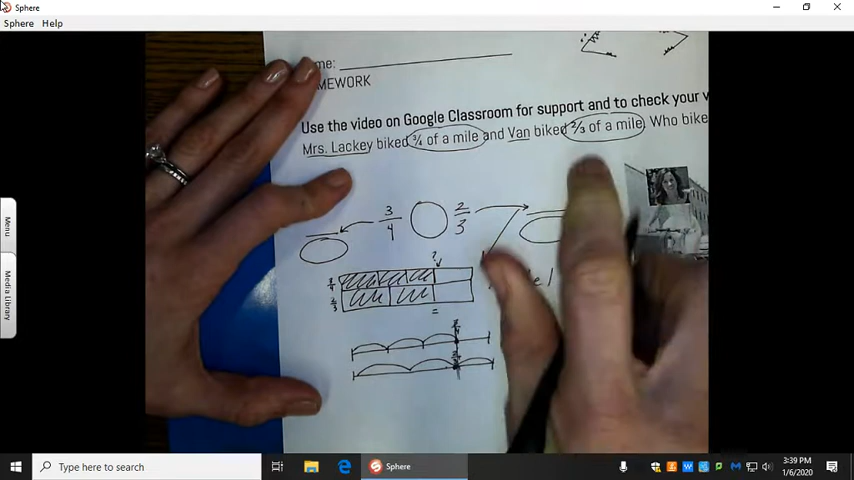 Sphere
Sphere Help
me:
MEWORK
Use the video on Google Classroom for support and to check your
Mrs. Lackey biked 3/4 of a mile and Van biked 2/3 of a mile. Who bike
3/4 2/3
?
3/4
2/3
=
3/4
Menu
Media Library
Type here to search
Sphere
3:39 PM
1/6/2020